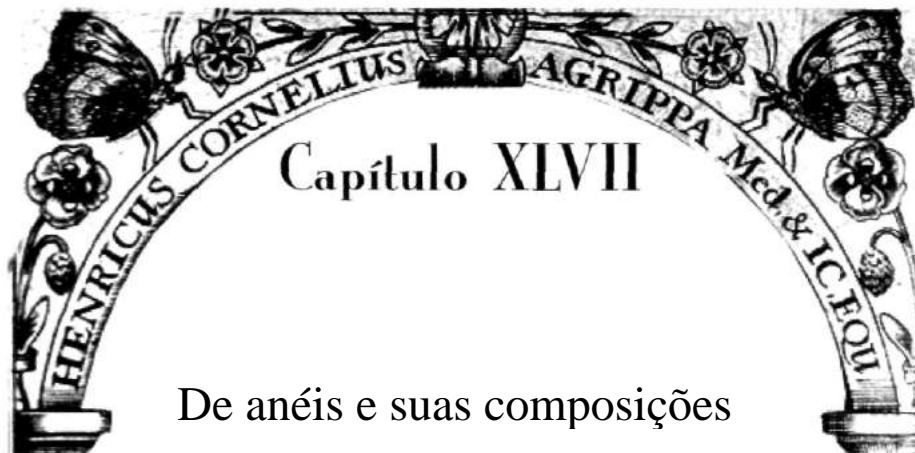 HENRICUS CORNELIUS AGRIPPA Med. & IC. EQU
Capítulo XLVII
De anéis e suas composições